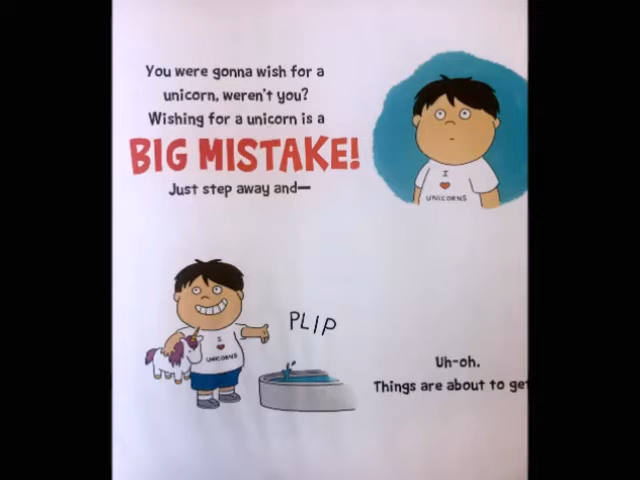 You were gonna wish for a
unicorn, weren't you?
Wishing for a unicorn is a
BIG MISTAKE!
Just step away and—
I
UNICORNS
PLIP
I
UNICORNS
Uh-oh.
Things are about to get